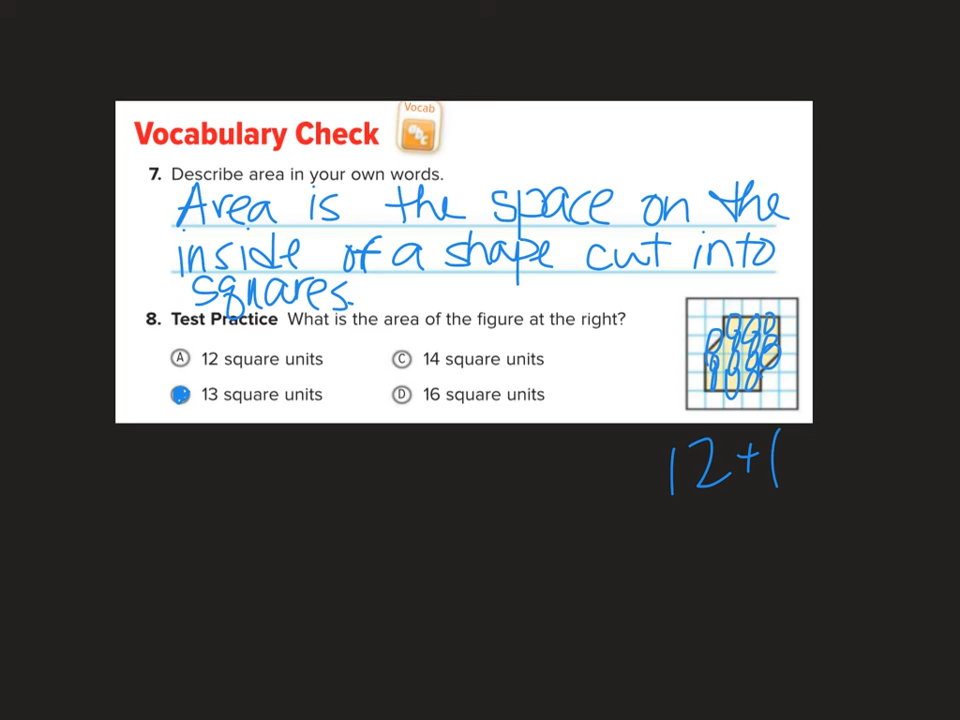 Vocab
Vocabulary Check
abc
7. Describe area in your own words.
Area is the space on the
inside of a shape cut into
squares.
8. Test Practice What is the area of the figure at the right?
A 12 square units
C 14 square units
13 square units
D 16 square units
12+1